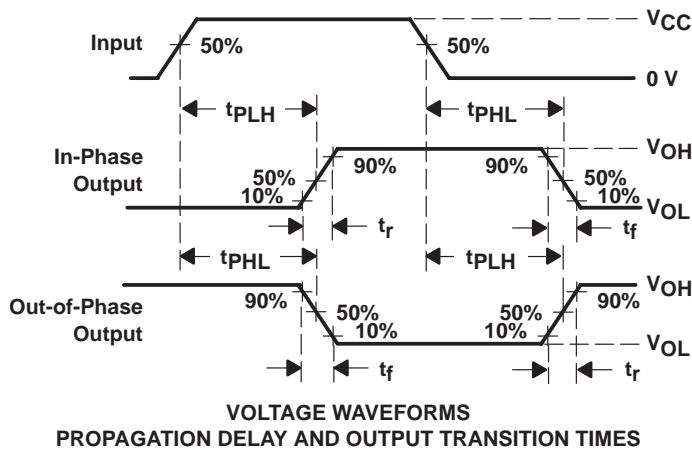 VCC
Input
50%
50%
0 V
tPLH
tPHL
In-Phase
Output
VOH
90%
90%
50%
50%
10%
10%
VOL
tr
tf
tPHL
tPLH
Out-of-Phase
Output
VOH
90%
90%
50%
50%
10%
10%
VOL
tf
tr
VOLTAGE WAVEFORMS
PROPAGATION DELAY AND OUTPUT TRANSITION TIMES